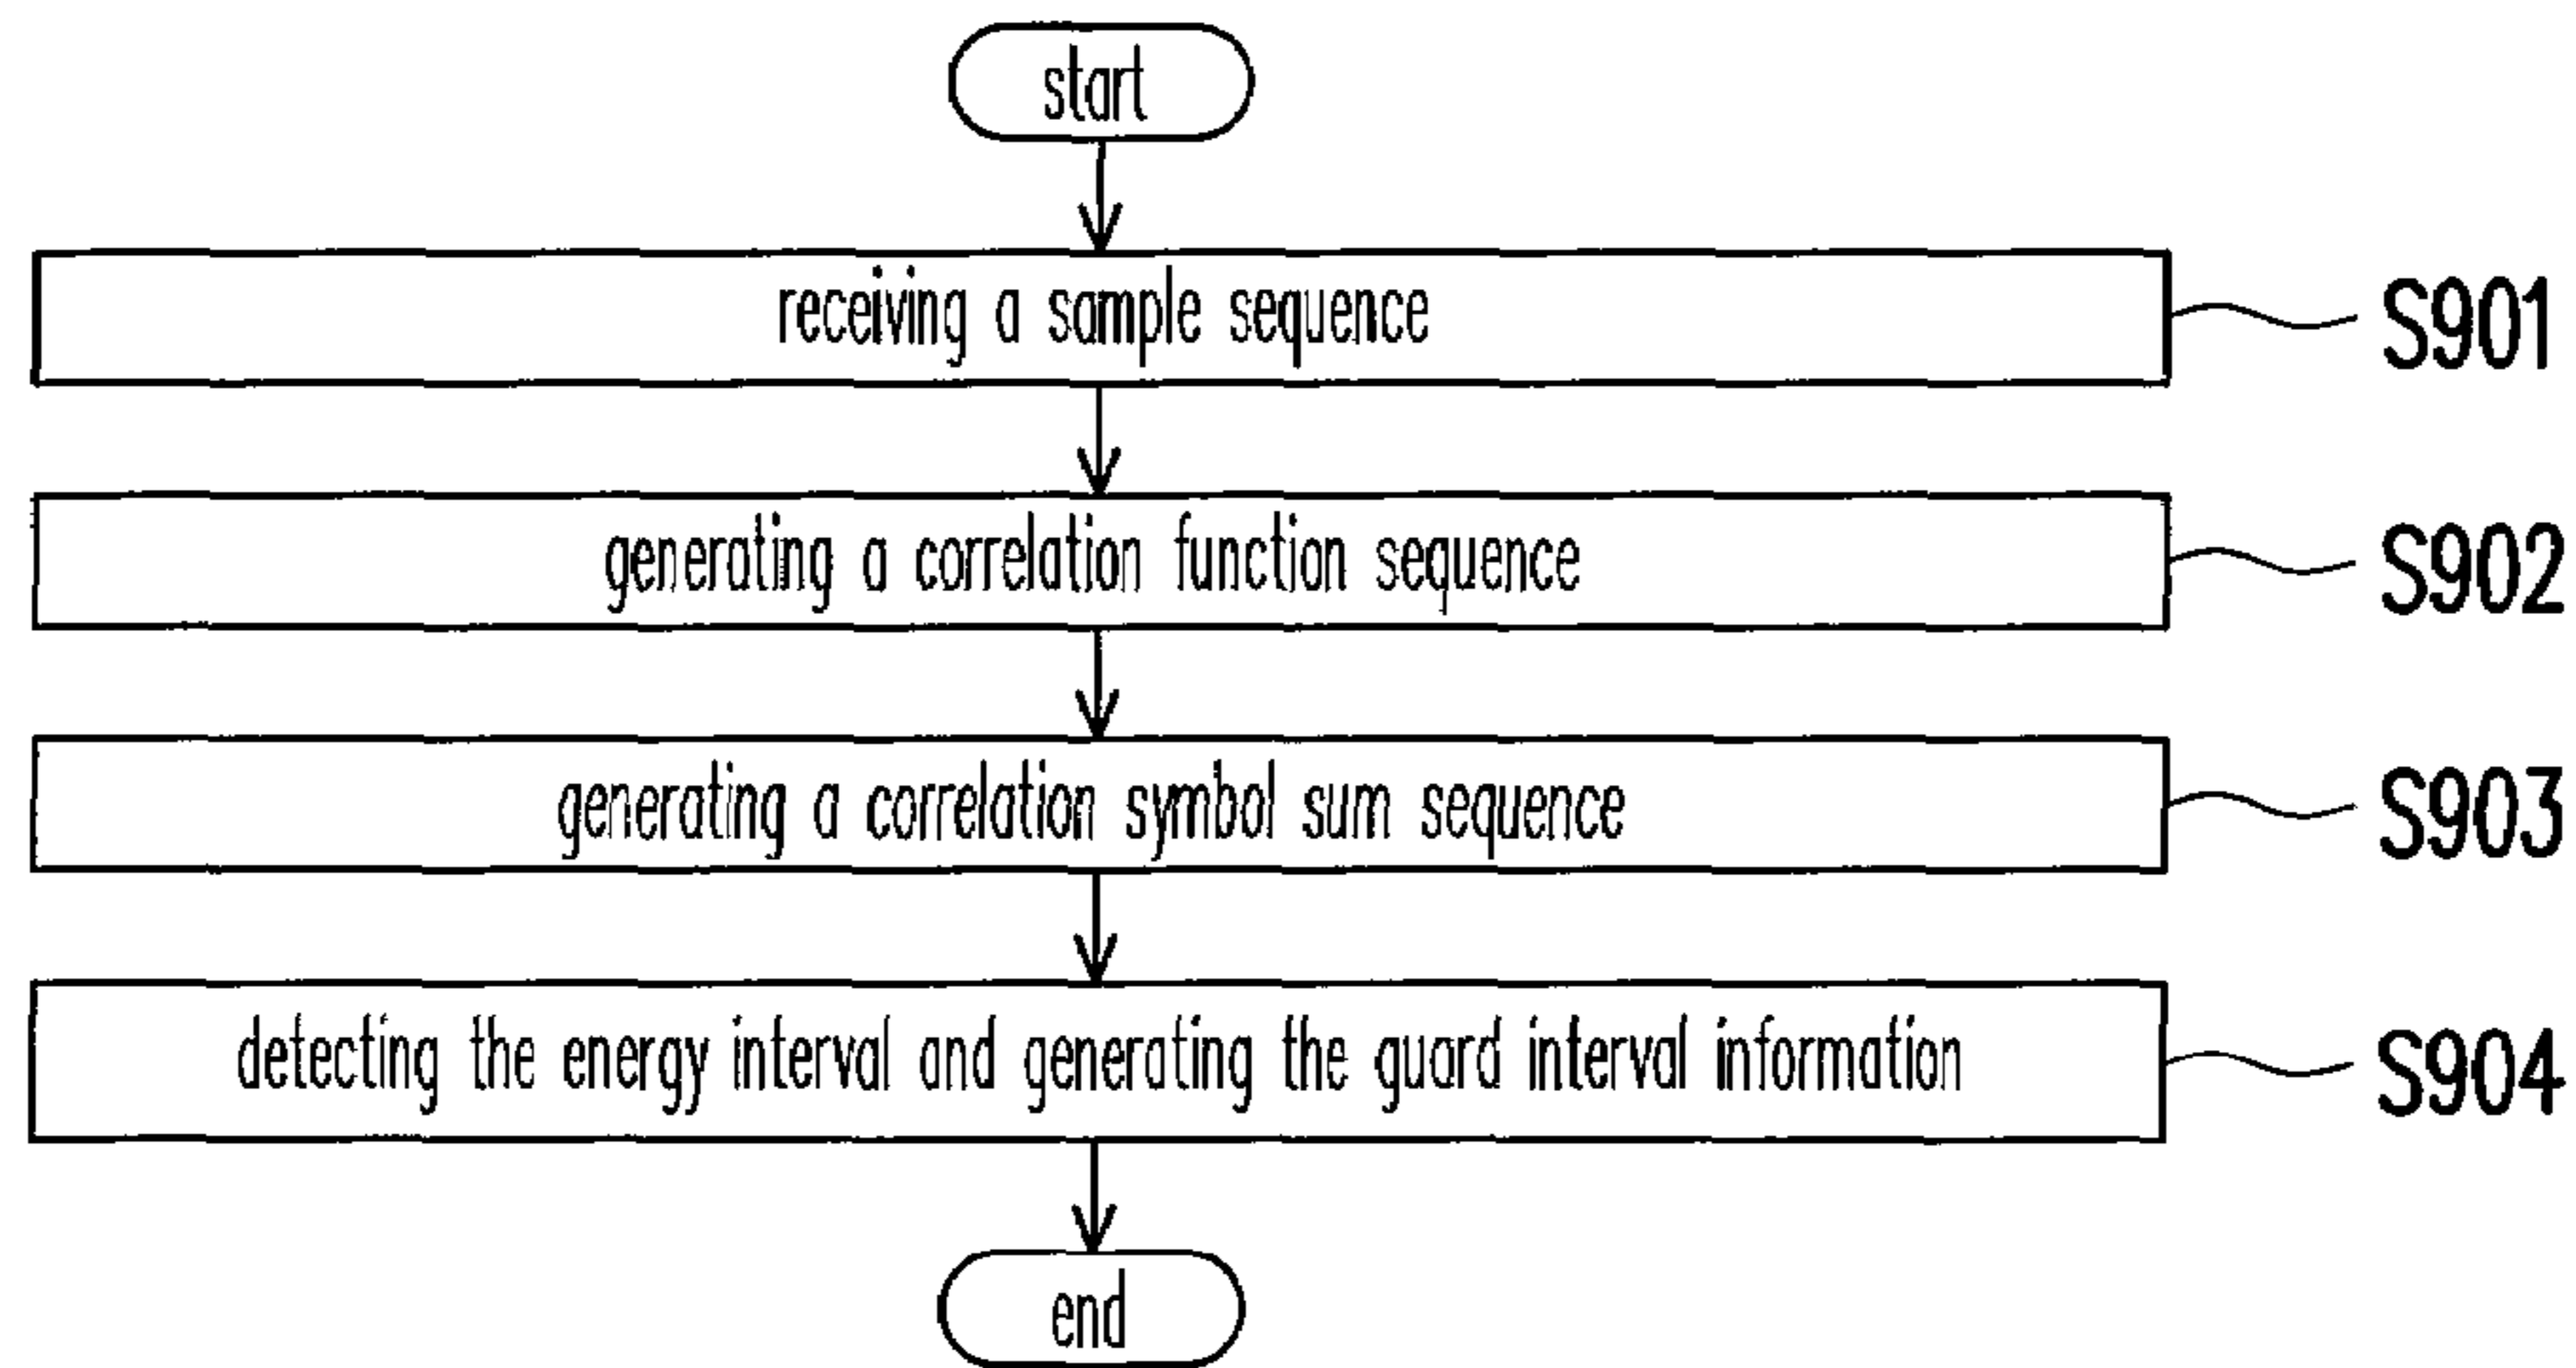 start
receiving a sample sequence
S901
generating a correlation function sequence
S902
generating a correlation symbol sum sequence
S903
detecting the energy interval and generating the guard interval information
S904
end